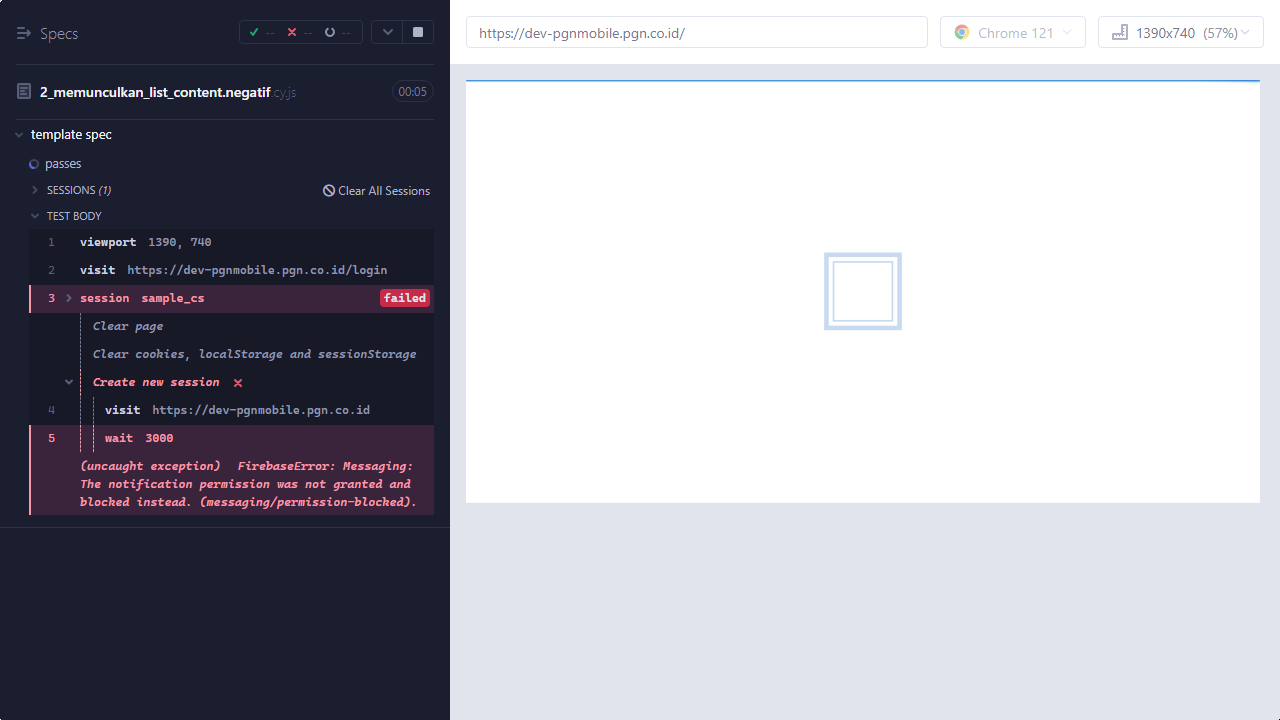 Specs
-- -- --
https://dev-pgnmobile.pgn.co.id/
Chrome 121
1390x740 (57%)
2_memunculkan_list_content.negatif.cy.js
00:05
template spec
passes
SESSIONS (1)
Clear All Sessions
TEST BODY
1 viewport 1390, 740
2 visit https://dev-pgnmobile.pgn.co.id/login
3 session sample_cs failed
Clear page
Clear cookies, localStorage and sessionStorage
Create new session
4 visit https://dev-pgnmobile.pgn.co.id
5 wait 3000
(uncaught exception) FirebaseError: Messaging:
The notification permission was not granted and
blocked instead. (messaging/permission-blocked).